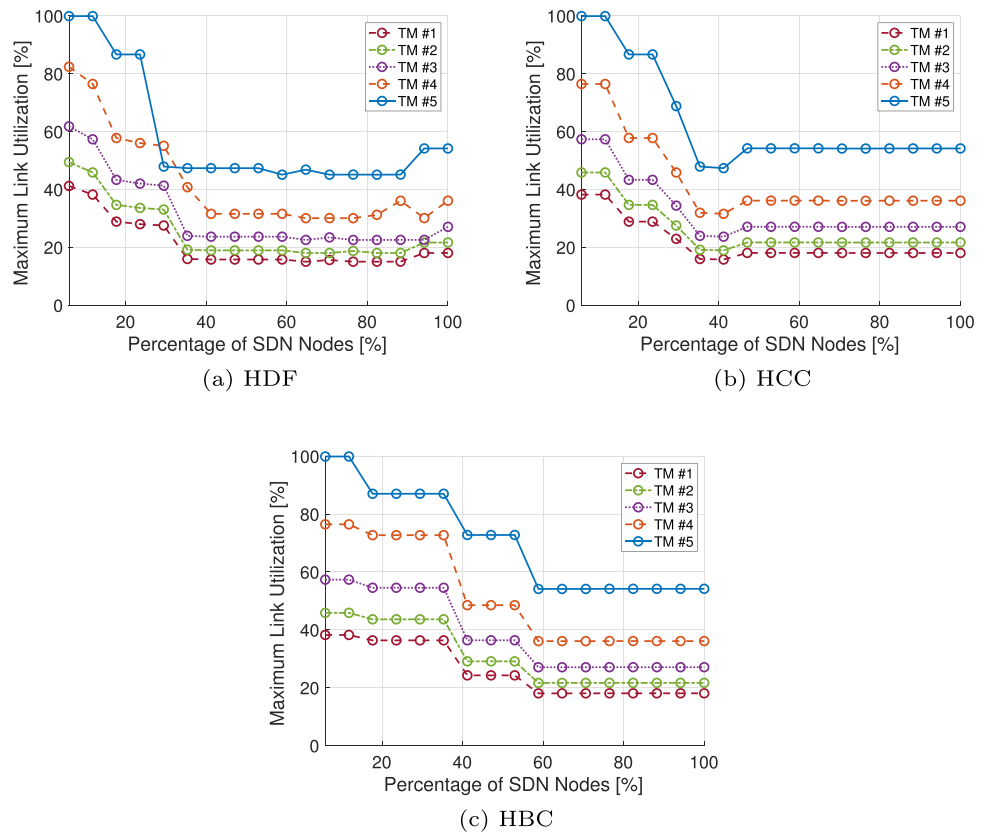 Maximum Link Utilization [%]
100
80
60
40
20
0
TM #1
TM #2
TM #3
TM #4
TM #5
20 40 60 80 100
Percentage of SDN Nodes [%]
(a) HDF
Maximum Link Utilization [%]
100
80
60
40
20
0
TM #1
TM #2
TM #3
TM #4
TM #5
20 40 60 80 100
Percentage of SDN Nodes [%]
(b) HCC
Maximum Link Utilization [%]
100
80
60
40
20
0
TM #1
TM #2
TM #3
TM #4
TM #5
20 40 60 80 100
Percentage of SDN Nodes [%]
(c) HBC